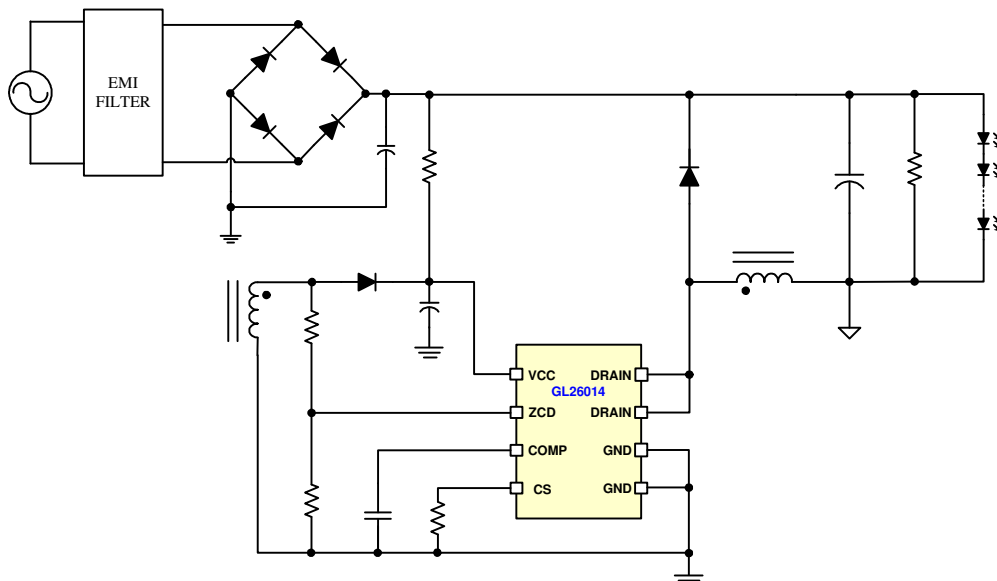 EMI
FILTER
VCC
DRAIN
GL26014
ZCD
DRAIN
COMP
GND
CS
GND